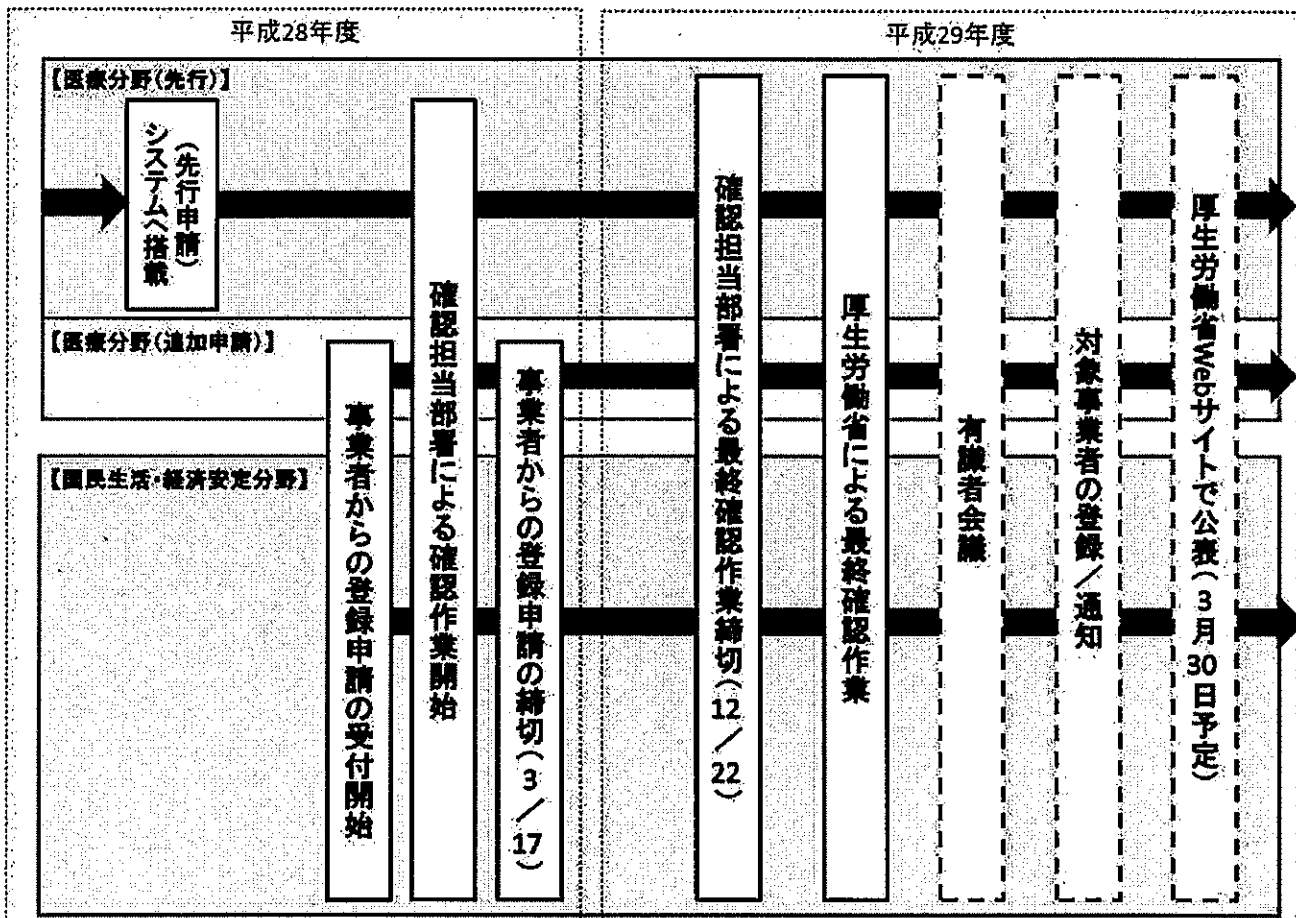 平成28年度
平成29年度
【医療分野(先行)】
(先行申請)
システムへ搭載
【医療分野(追加申請)】
【国民生活・経済安定分野】
事業者からの登録申請の受付開始
確認担当部署による確認作業開始
事業者からの登録申請の締切(3/17)
確認担当部署による最終確認作業締切(12/22)
厚生労働省による最終確認作業
有識者会議
対象事業者の登録/通知
厚生労働省Webサイトで公表(3月30日予定)